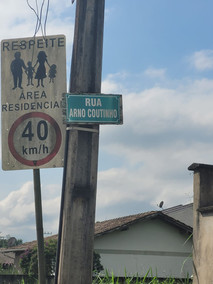 RESPEITE
ÁREA
RESIDENCIAL
40
km/h
RUA
ARNO COUTINHO